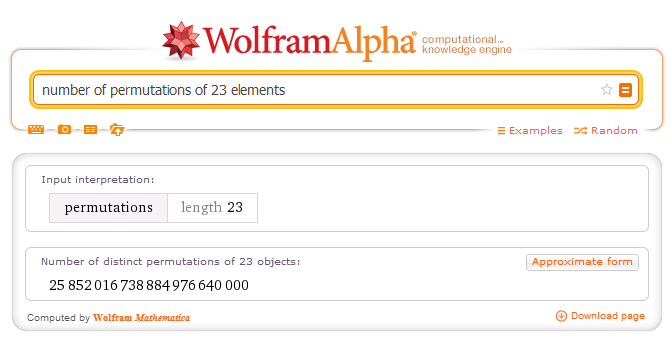 WolframAlpha® computational... knowledge engine
number of permutations of 23 elements
Examples Random
Input interpretation:
permutations length 23
Number of distinct permutations of 23 objects:
Approximate form
25 852 016 738 884 976 640 000
Computed by Wolfram Mathematica
Download page